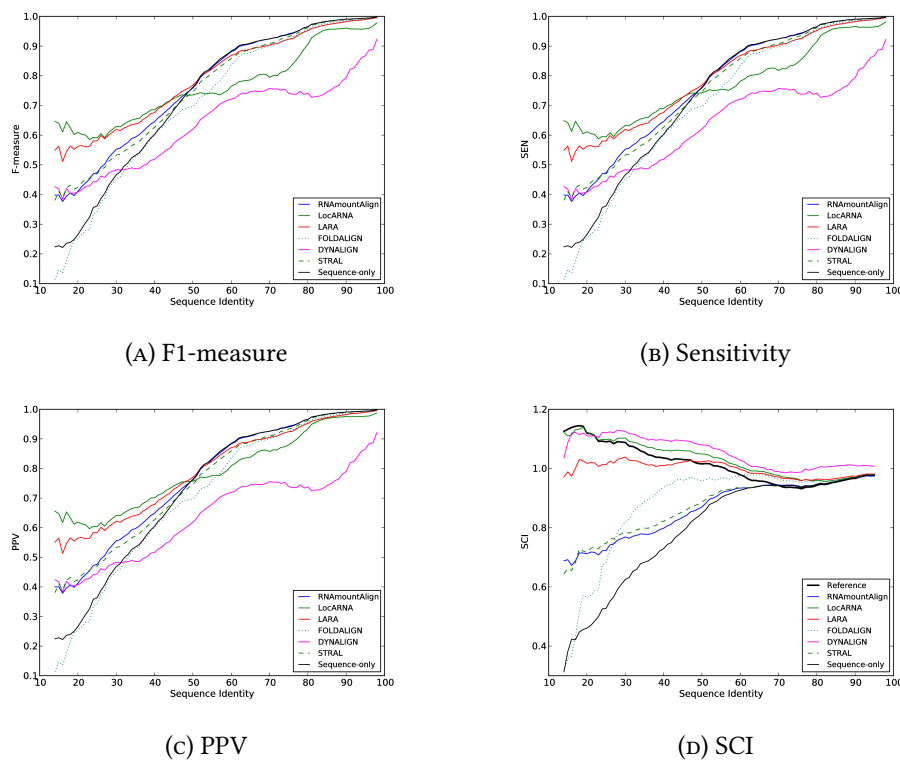 1.0
0.9
0.8
0.7
0.6
0.5
0.4
0.3
0.2
0.1
F-measure
10 20 30 40 50 60 70 80 90 100
Sequence Identity
RNAmountAlign
LocARNA
LARA
FOLDALIGN
DYNALIGN
STRAL
Sequence-only
(A) F1-measure
1.0
0.9
0.8
0.7
0.6
0.5
0.4
0.3
0.2
0.1
SEN
10 20 30 40 50 60 70 80 90 100
Sequence Identity
RNAmountAlign
LocARNA
LARA
FOLDALIGN
DYNALIGN
STRAL
Sequence-only
(B) Sensitivity
1.0
0.9
0.8
0.7
0.6
0.5
0.4
0.3
0.2
0.1
PPV
10 20 30 40 50 60 70 80 90 100
Sequence Identity
RNAmountAlign
LocARNA
LARA
FOLDALIGN
DYNALIGN
STRAL
Sequence-only
(C) PPV
1.2
1.0
0.8
0.6
0.4
SCI
10 20 30 40 50 60 70 80 90 100
Sequence Identity
Reference
RNAmountAlign
LocARNA
LARA
FOLDALIGN
DYNALIGN
STRAL
Sequence-only
(D) SCI